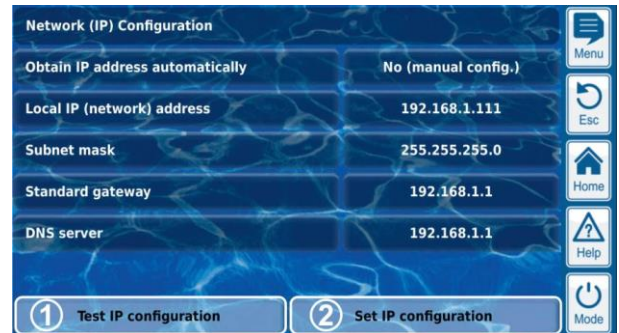 Network (IP) Configuration
Menu
Obtain IP address automatically No (manual config.)
Local IP (network) address 192.168.1.111
Esc
Subnet mask 255.255.255.0
Standard gateway 192.168.1.1
Home
DNS server 192.168.1.1
Help
1 Test IP configuration 2 Set IP configuration
Mode